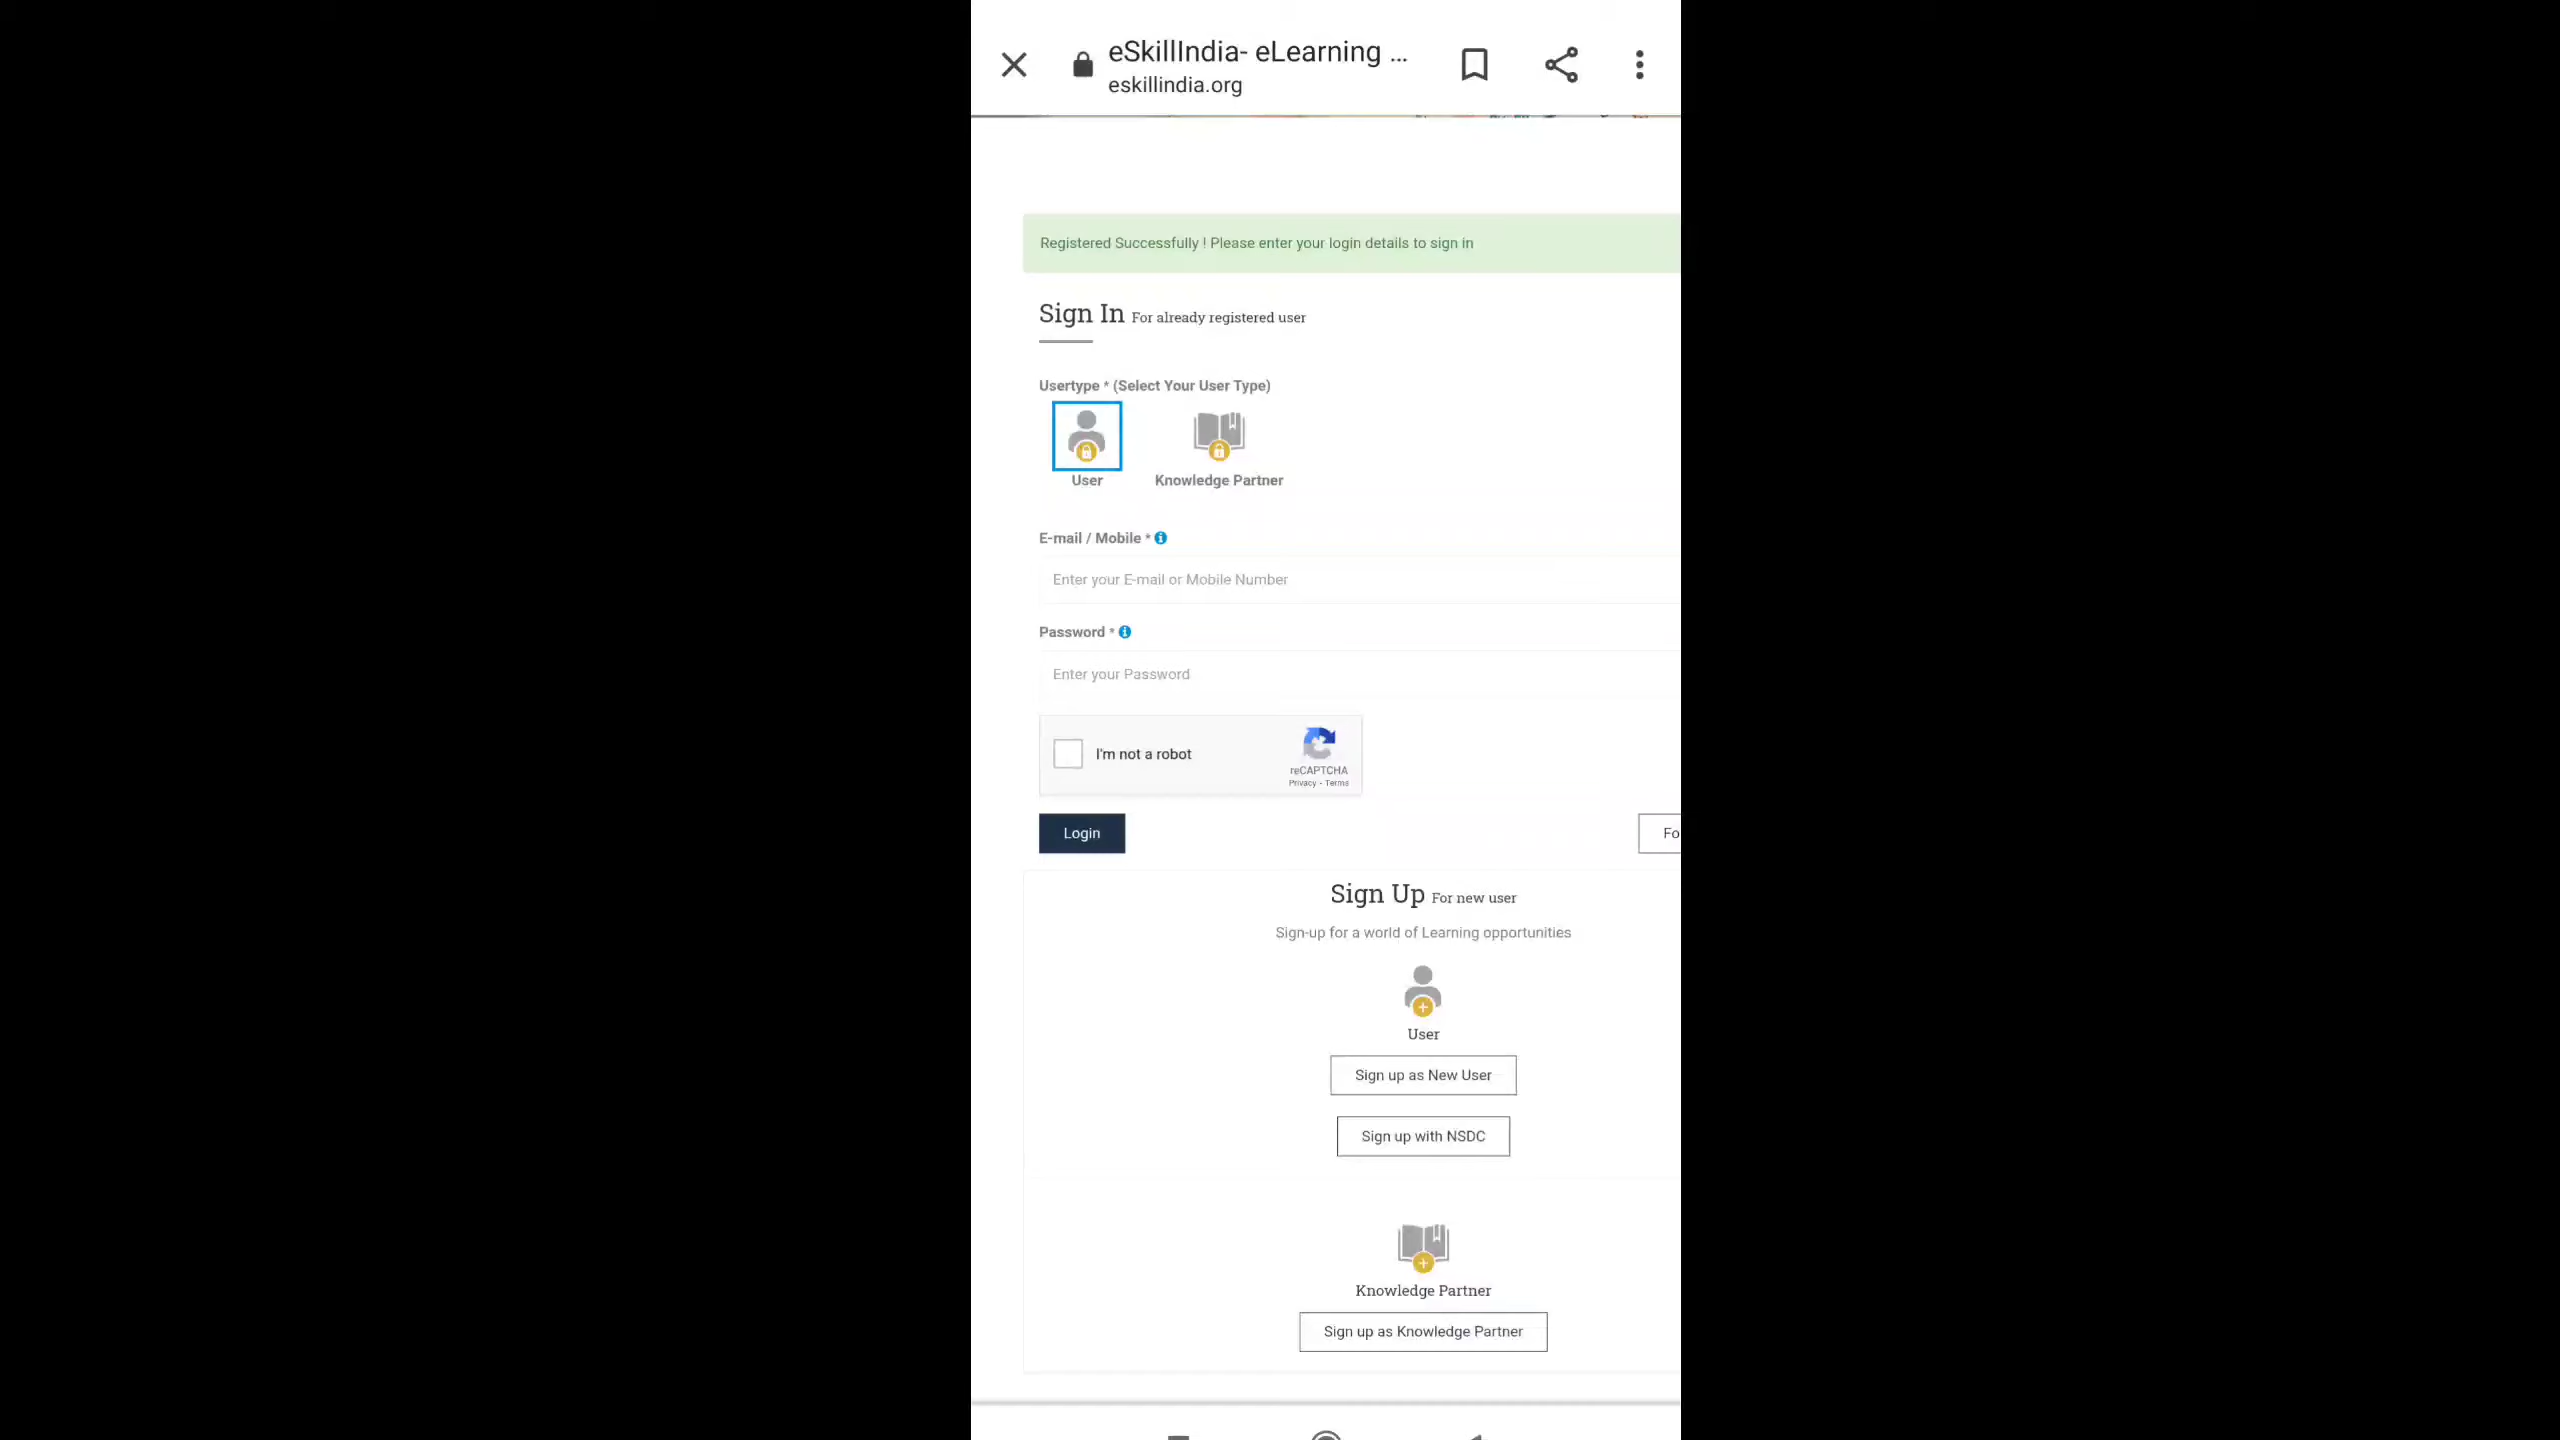 eSkillIndia- eLearning ...
eskillindia.org
Registered Successfully ! Please enter your login details to sign in
Sign In For already registered user
Usertype * (Select Your User Type)
User
Knowledge Partner
E-mail / Mobile *
Enter your E-mail or Mobile Number
Password *
Enter your Password
I'm not a robot
reCAPTCHA
Privacy - Terms
Login
Fo
Sign Up For new user
Sign-up for a world of Learning opportunities
User
Sign up as New User
Sign up with NSDC
Knowledge Partner
Sign up as Knowledge Partner